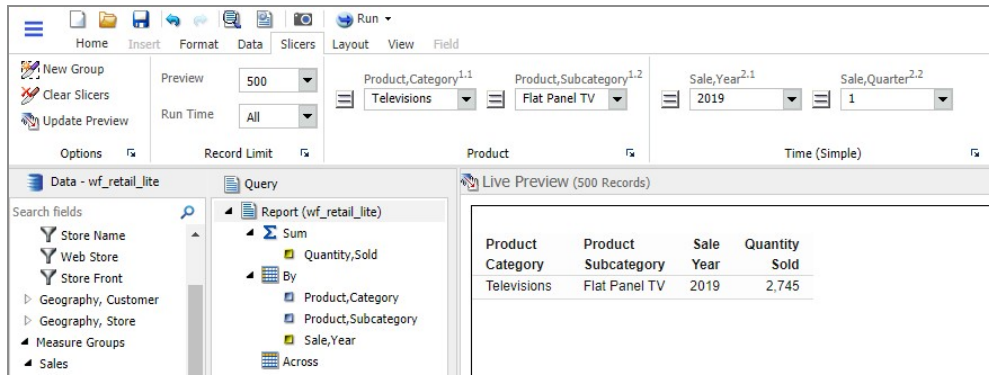 Run
Home Insert Format Data Slicers Layout View Field
New Group
Clear Slicers
Update Preview
Options
Preview 500
Run Time All
Record Limit
Product,Category1.1 Product,Subcategory1.2
Televisions Flat Panel TV
Product
Sale,Year2.1 Sale,Quarter2.2
2019 1
Time (Simple)
Data - wf_retail_lite
Search fields
Store Name
Web Store
Store Front
Geography, Customer
Geography, Store
Measure Groups
Sales
Query
Report (wf_retail_lite)
Sum
Quantity,Sold
By
Product,Category
Product,Subcategory
Sale,Year
Across
Live Preview (500 Records)
Product Product Sale Quantity
Category Subcategory Year Sold
Televisions Flat Panel TV 2019 2,745